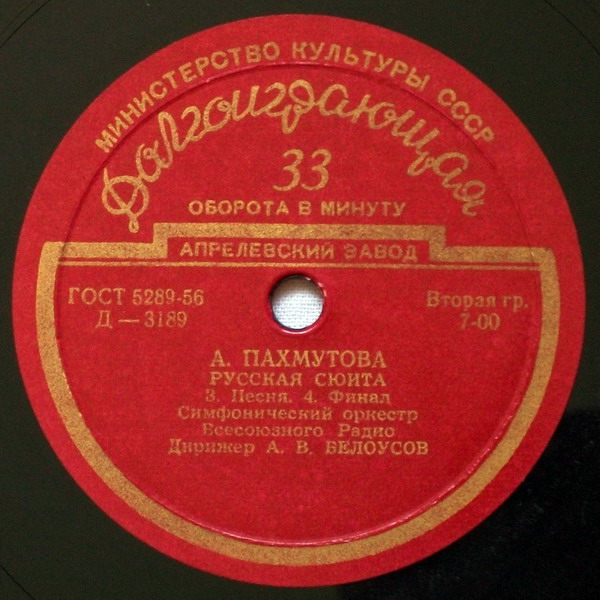 МИНИСТЕРСТВО КУЛЬТУРЫ СССР
Долгоиграющая
33
ОБОРОТА В МИНУТУ
АПРЕЛЕВСКИЙ ЗАВОД
ГОСТ 5289-56
Д — 3189
Вторая гр.
7-00
А. ПАХМУТОВА
РУССКАЯ СЮИТА
3. Песня. 4. Финал
Симфонический оркестр
Всесоюзного Радио
Дирижер А. В. БЕЛОУСОВ